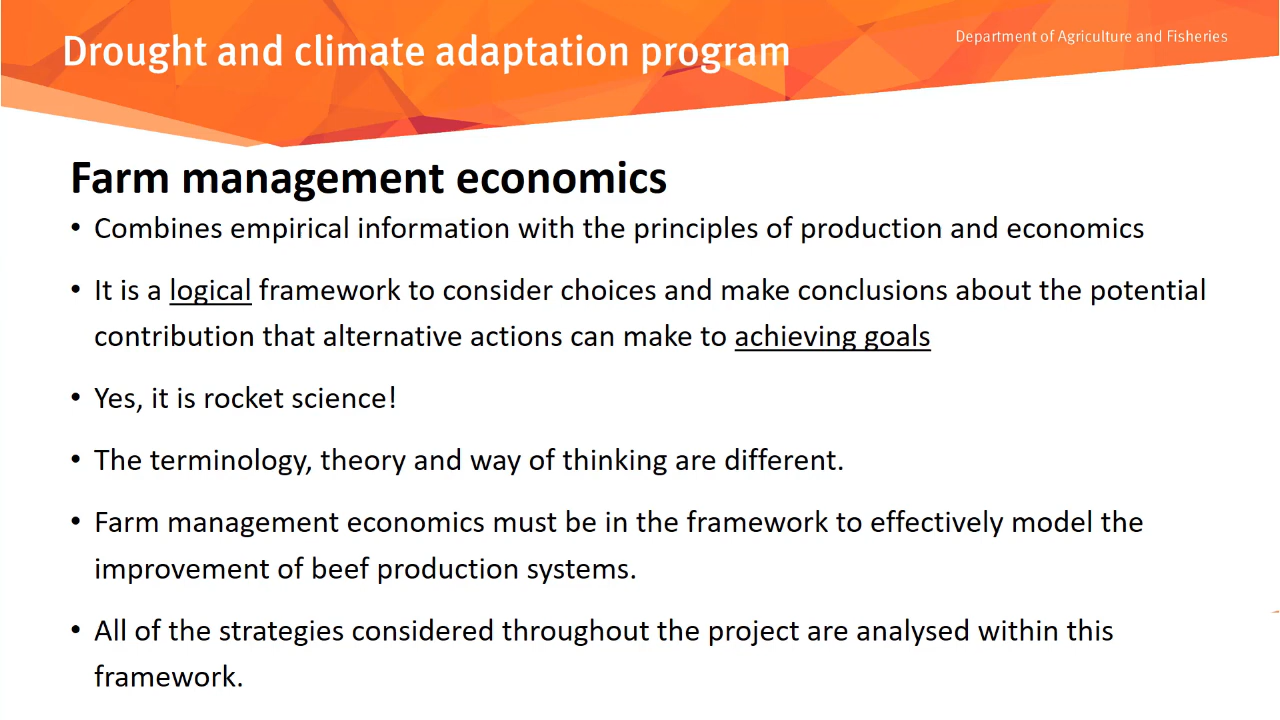 Drought and climate adaptation program
Department of Agriculture and Fisheries
Farm management economics
• Combines empirical information with the principles of production and economics
• It is a logical framework to consider choices and make conclusions about the potential
contribution that alternative actions can make to achieving goals
• Yes, it is rocket science!
• The terminology, theory and way of thinking are different.
• Farm management economics must be in the framework to effectively model the
improvement of beef production systems.
• All of the strategies considered throughout the project are analysed within this
framework.